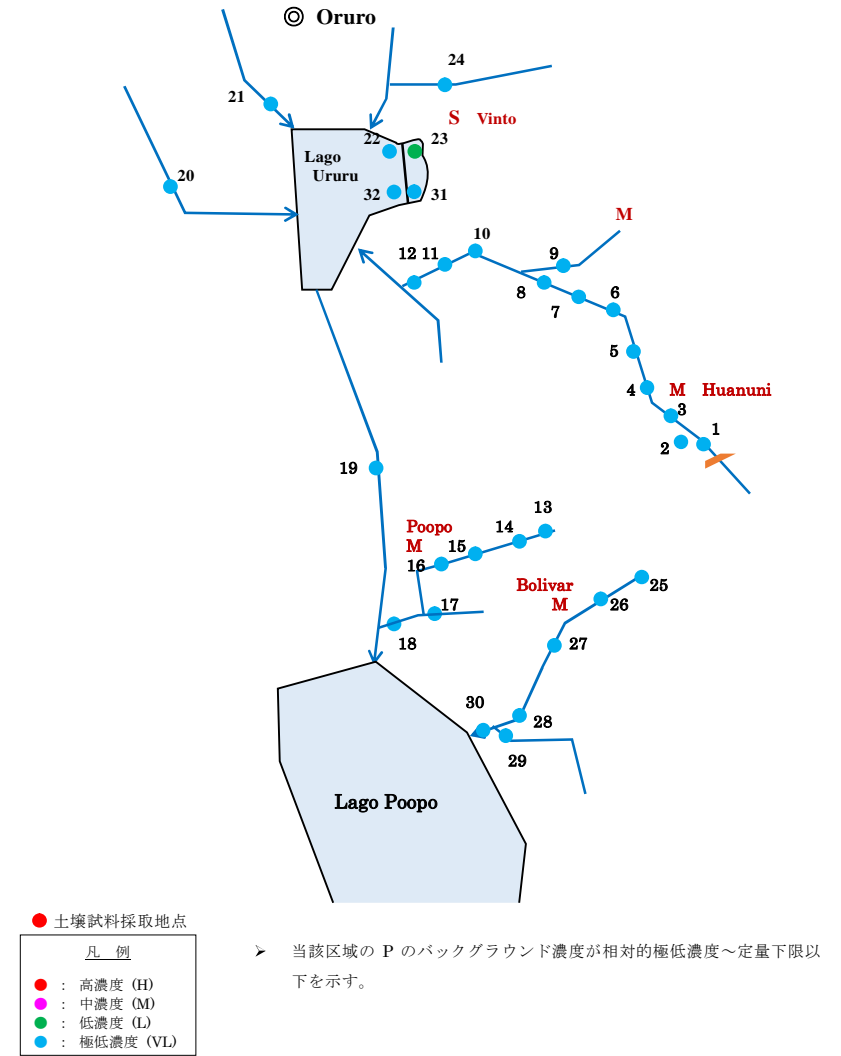 ◎ Oruro
24
21
S Vinto
22
23
Lago
Ururu
20
32
31
M
10
12
11
9
8
7
6
5
4
M Huanuni
3
1
2
19
13
Poopo
M
14
15
16
Bolivar
M
25
26
17
18
27
30
28
29
Lago Poopo
土壌試料採取地点
凡 例
: 高濃度 (H)
: 中濃度 (M)
: 低濃度 (L)
: 極低濃度 (VL)
➤ 当該区域の P のバックグラウンド濃度が相対的極低濃度～定量下限以
下を示す。